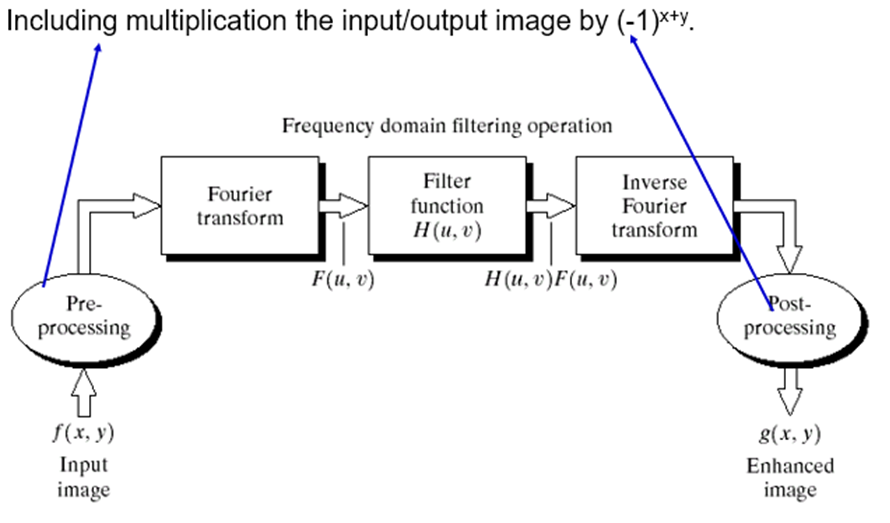 Including multiplication the input/output image by (-1)ˣ⁺ʸ.
Frequency domain filtering operation
Fourier
transform
Filter
function
H(u, v)
Inverse
Fourier
transform
F(u, v)
H(u, v)F(u, v)
Pre-
processing
Post-
processing
f(x, y)
Input
image
g(x, y)
Enhanced
image